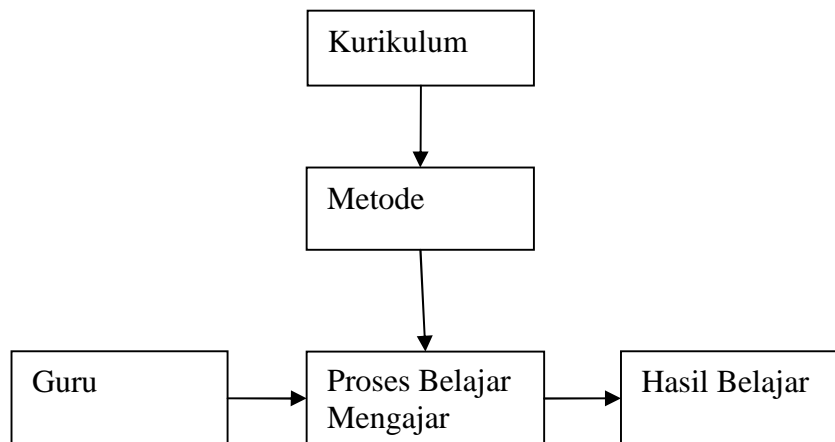 Kurikulum
Metode
Guru
Proses Belajar
Mengajar
Hasil Belajar